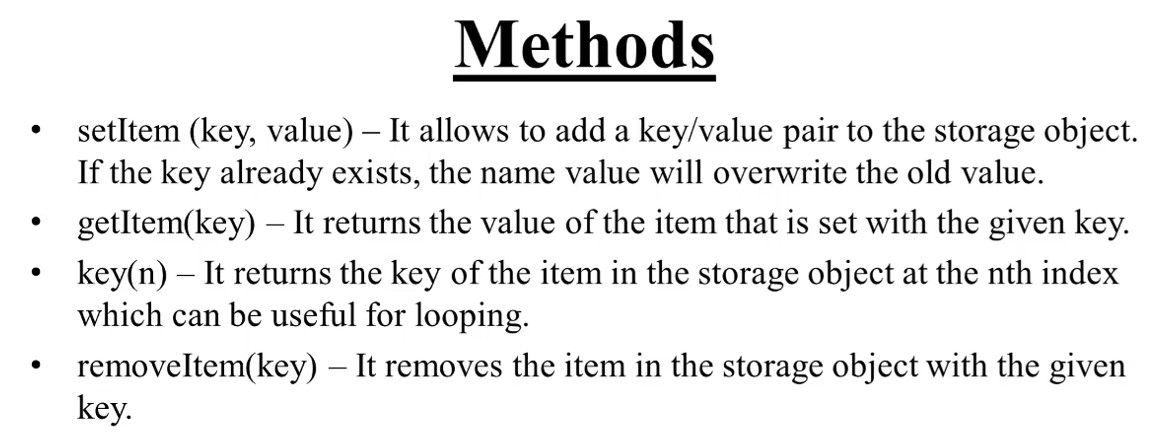 Methods
• setItem (key, value) – It allows to add a key/value pair to the storage object.
If the key already exists, the name value will overwrite the old value.
• getItem(key) – It returns the value of the item that is set with the given key.
• key(n) – It returns the key of the item in the storage object at the nth index
which can be useful for looping.
• removeItem(key) – It removes the item in the storage object with the given
key.